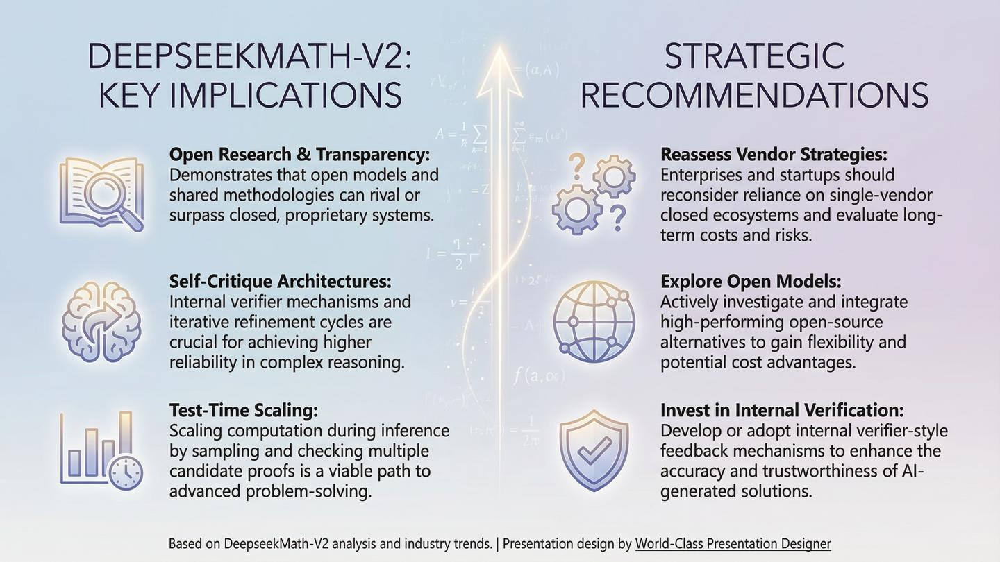 DEEPSEEKMATH-V2:
KEY IMPLICATIONS
Open Research & Transparency:
Demonstrates that open models and
shared methodologies can rival or
surpass closed, proprietary systems.
Self-Critique Architectures:
Internal verifier mechanisms and
iterative refinement cycles are
crucial for achieving higher
reliability in complex reasoning.
Test-Time Scaling:
Scaling computation during inference
by sampling and checking multiple
candidate proofs is a viable path to
advanced problem-solving.
STRATEGIC
RECOMMENDATIONS
? ?
Reassess Vendor Strategies:
Enterprises and startups should
reconsider reliance on single-vendor
closed ecosystems and evaluate long-
term costs and risks.
Explore Open Models:
Actively investigate and integrate
high-performing open-source
alternatives to gain flexibility and
potential cost advantages.
Invest in Internal Verification:
Develop or adopt internal verifier-style
feedback mechanisms to enhance the
accuracy and trustworthiness of AI-
generated solutions.
Based on DeepseekMath-V2 analysis and industry trends. | Presentation design by World-Class Presentation Designer